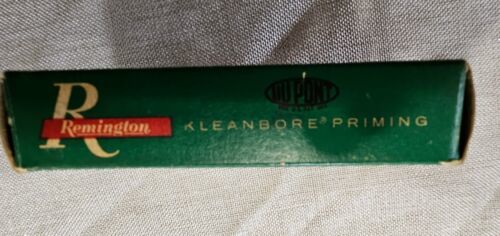 R
Remington
DU PONT
KLEANBORE® PRIMING